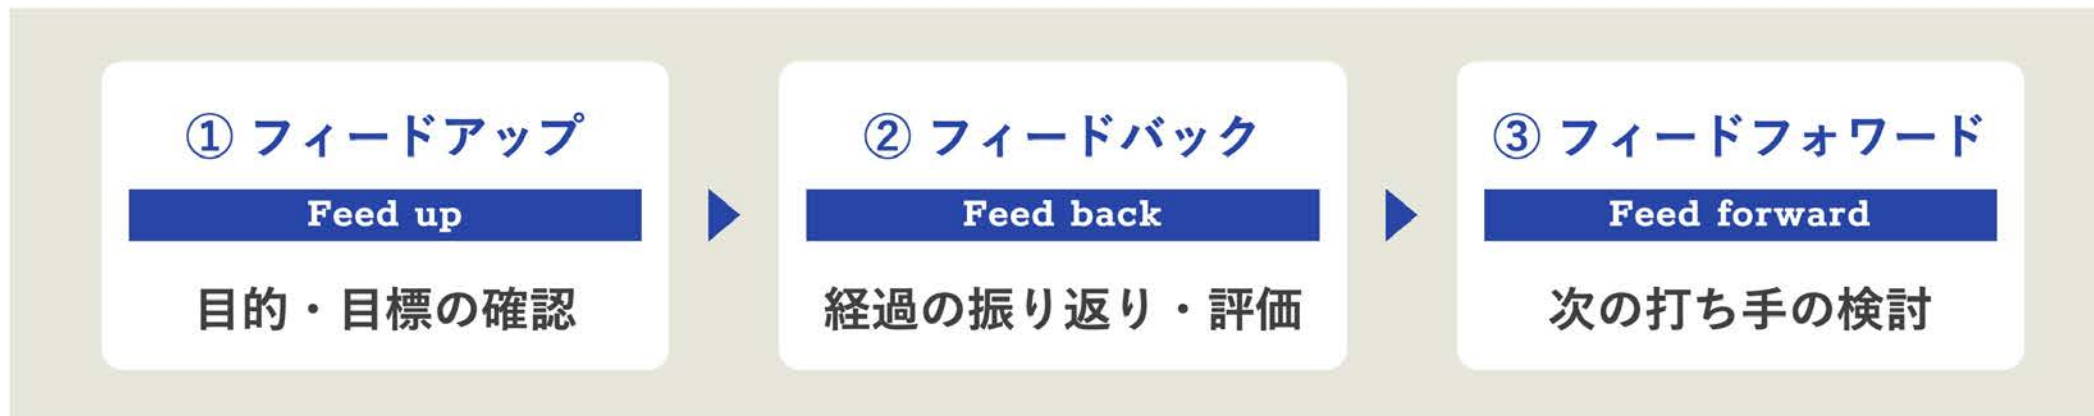 ① フィードアップ
Feed up
目的・目標の確認
② フィードバック
Feed back
経過の振り返り・評価
③ フィードフォワード
Feed forward
次の打ち手の検討